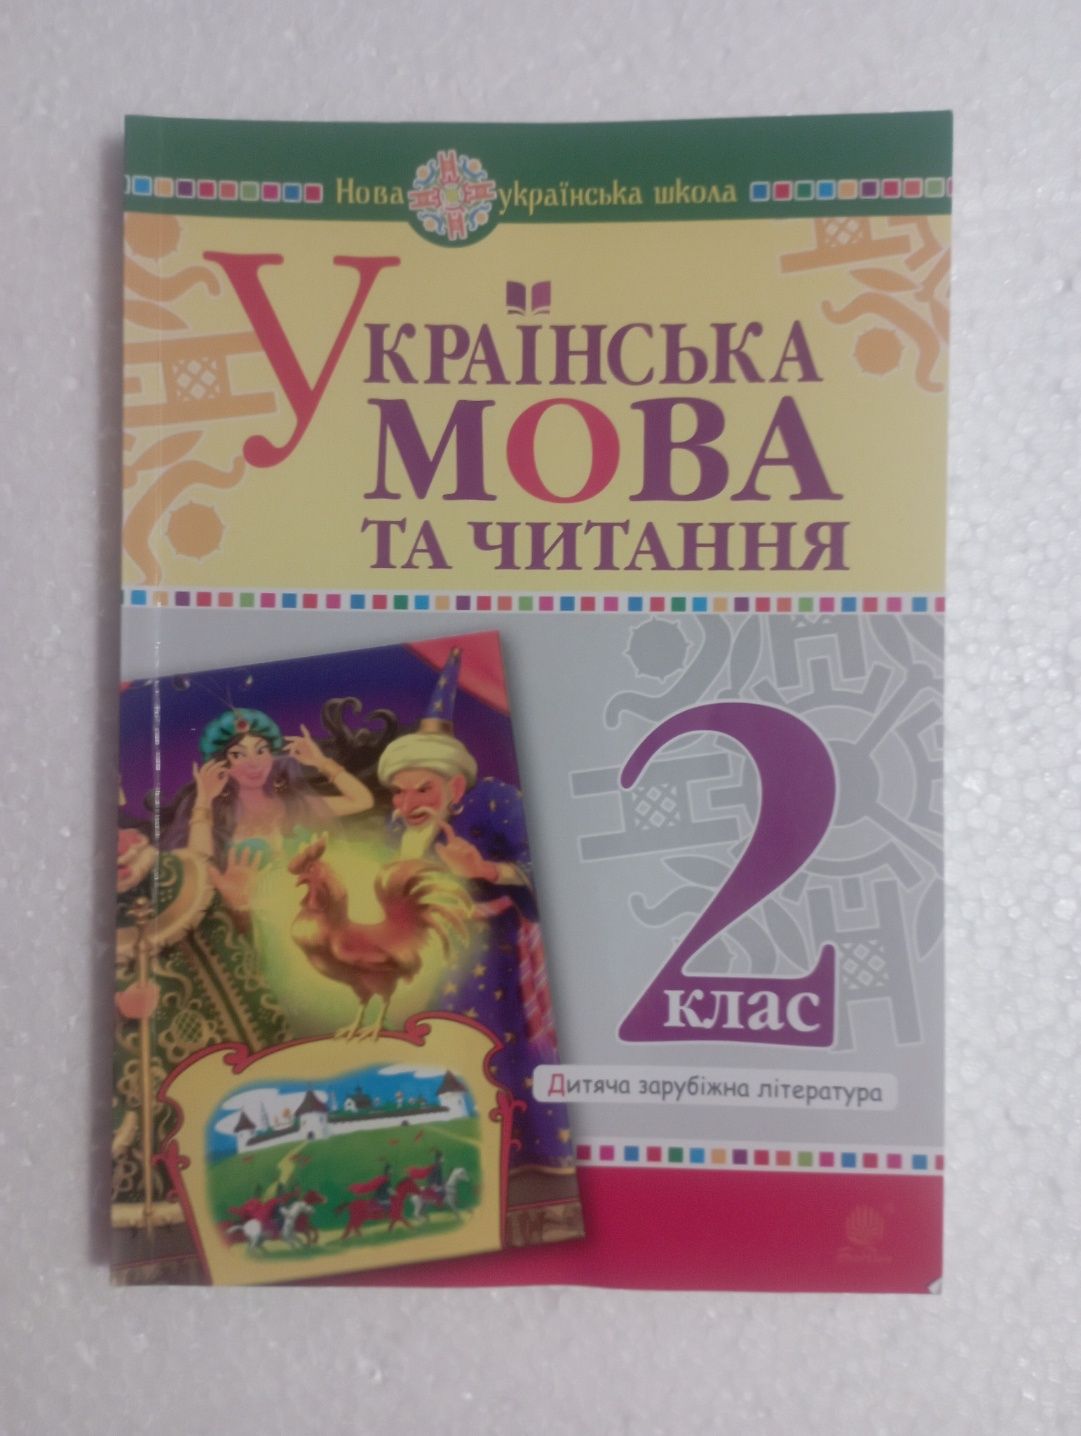 Нова українська школа
УКРАЇНСЬКА
МОВА
ТА ЧИТАННЯ
2
клас
Дитяча зарубіжна література